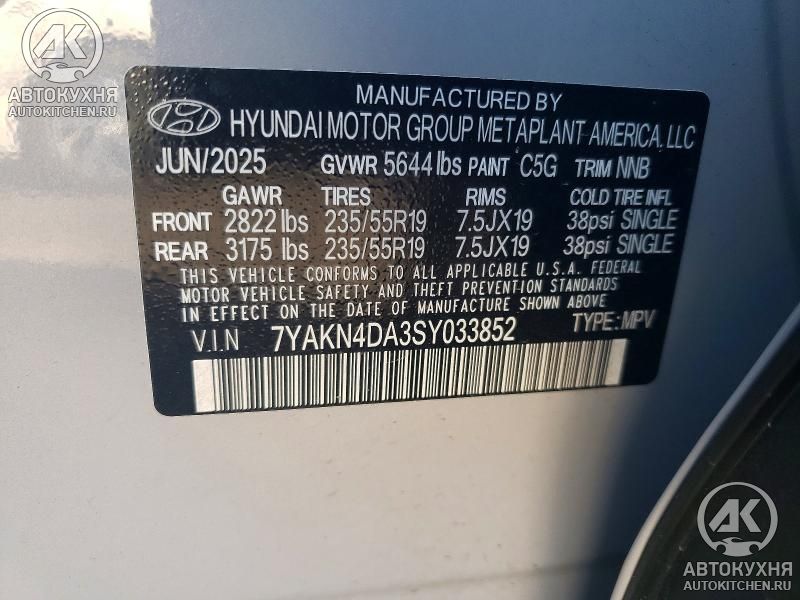 АВТОКУХНЯ
AUTOKITCHEN.RU
MANUFACTURED BY
HYUNDAI MOTOR GROUP METAPLANT AMERICA, LLC
JUN/2025 GVWR 5644 lbs PAINT C5G TRIM NNB
GAWR TIRES RIMS COLD TIRE INFL
FRONT 2822 lbs 235/55R19 7.5JX19 38psi SINGLE
REAR 3175 lbs 235/55R19 7.5JX19 38psi SINGLE
THIS VEHICLE CONFORMS TO ALL APPLICABLE U.S.A. FEDERAL
MOTOR VEHICLE SAFETY AND THEFT PREVENTION STANDARDS
IN EFFECT ON THE DATE OF MANUFACTURE SHOWN ABOVE
V.I.N 7YAKN4DA3SY033852 TYPE: MPV
АВТОКУХНЯ
AUTOKITCHEN.RU